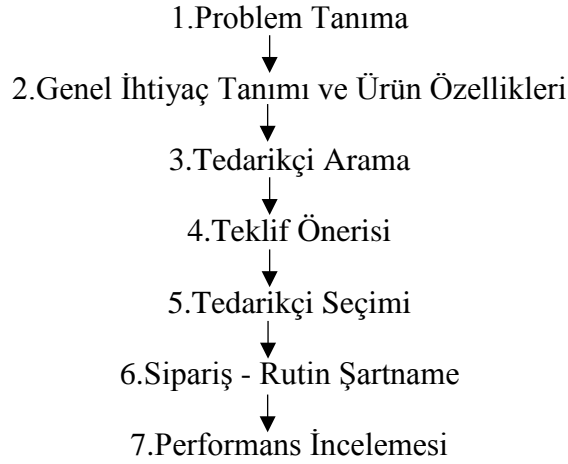 1.Problem Tanıma
2.Genel İhtiyaç Tanımı ve Ürün Özellikleri
3.Tedarikçi Arama
4.Teklif Önerisi
5.Tedarikçi Seçimi
6.Sipariş - Rutin Şartname
7.Performans İncelemesi